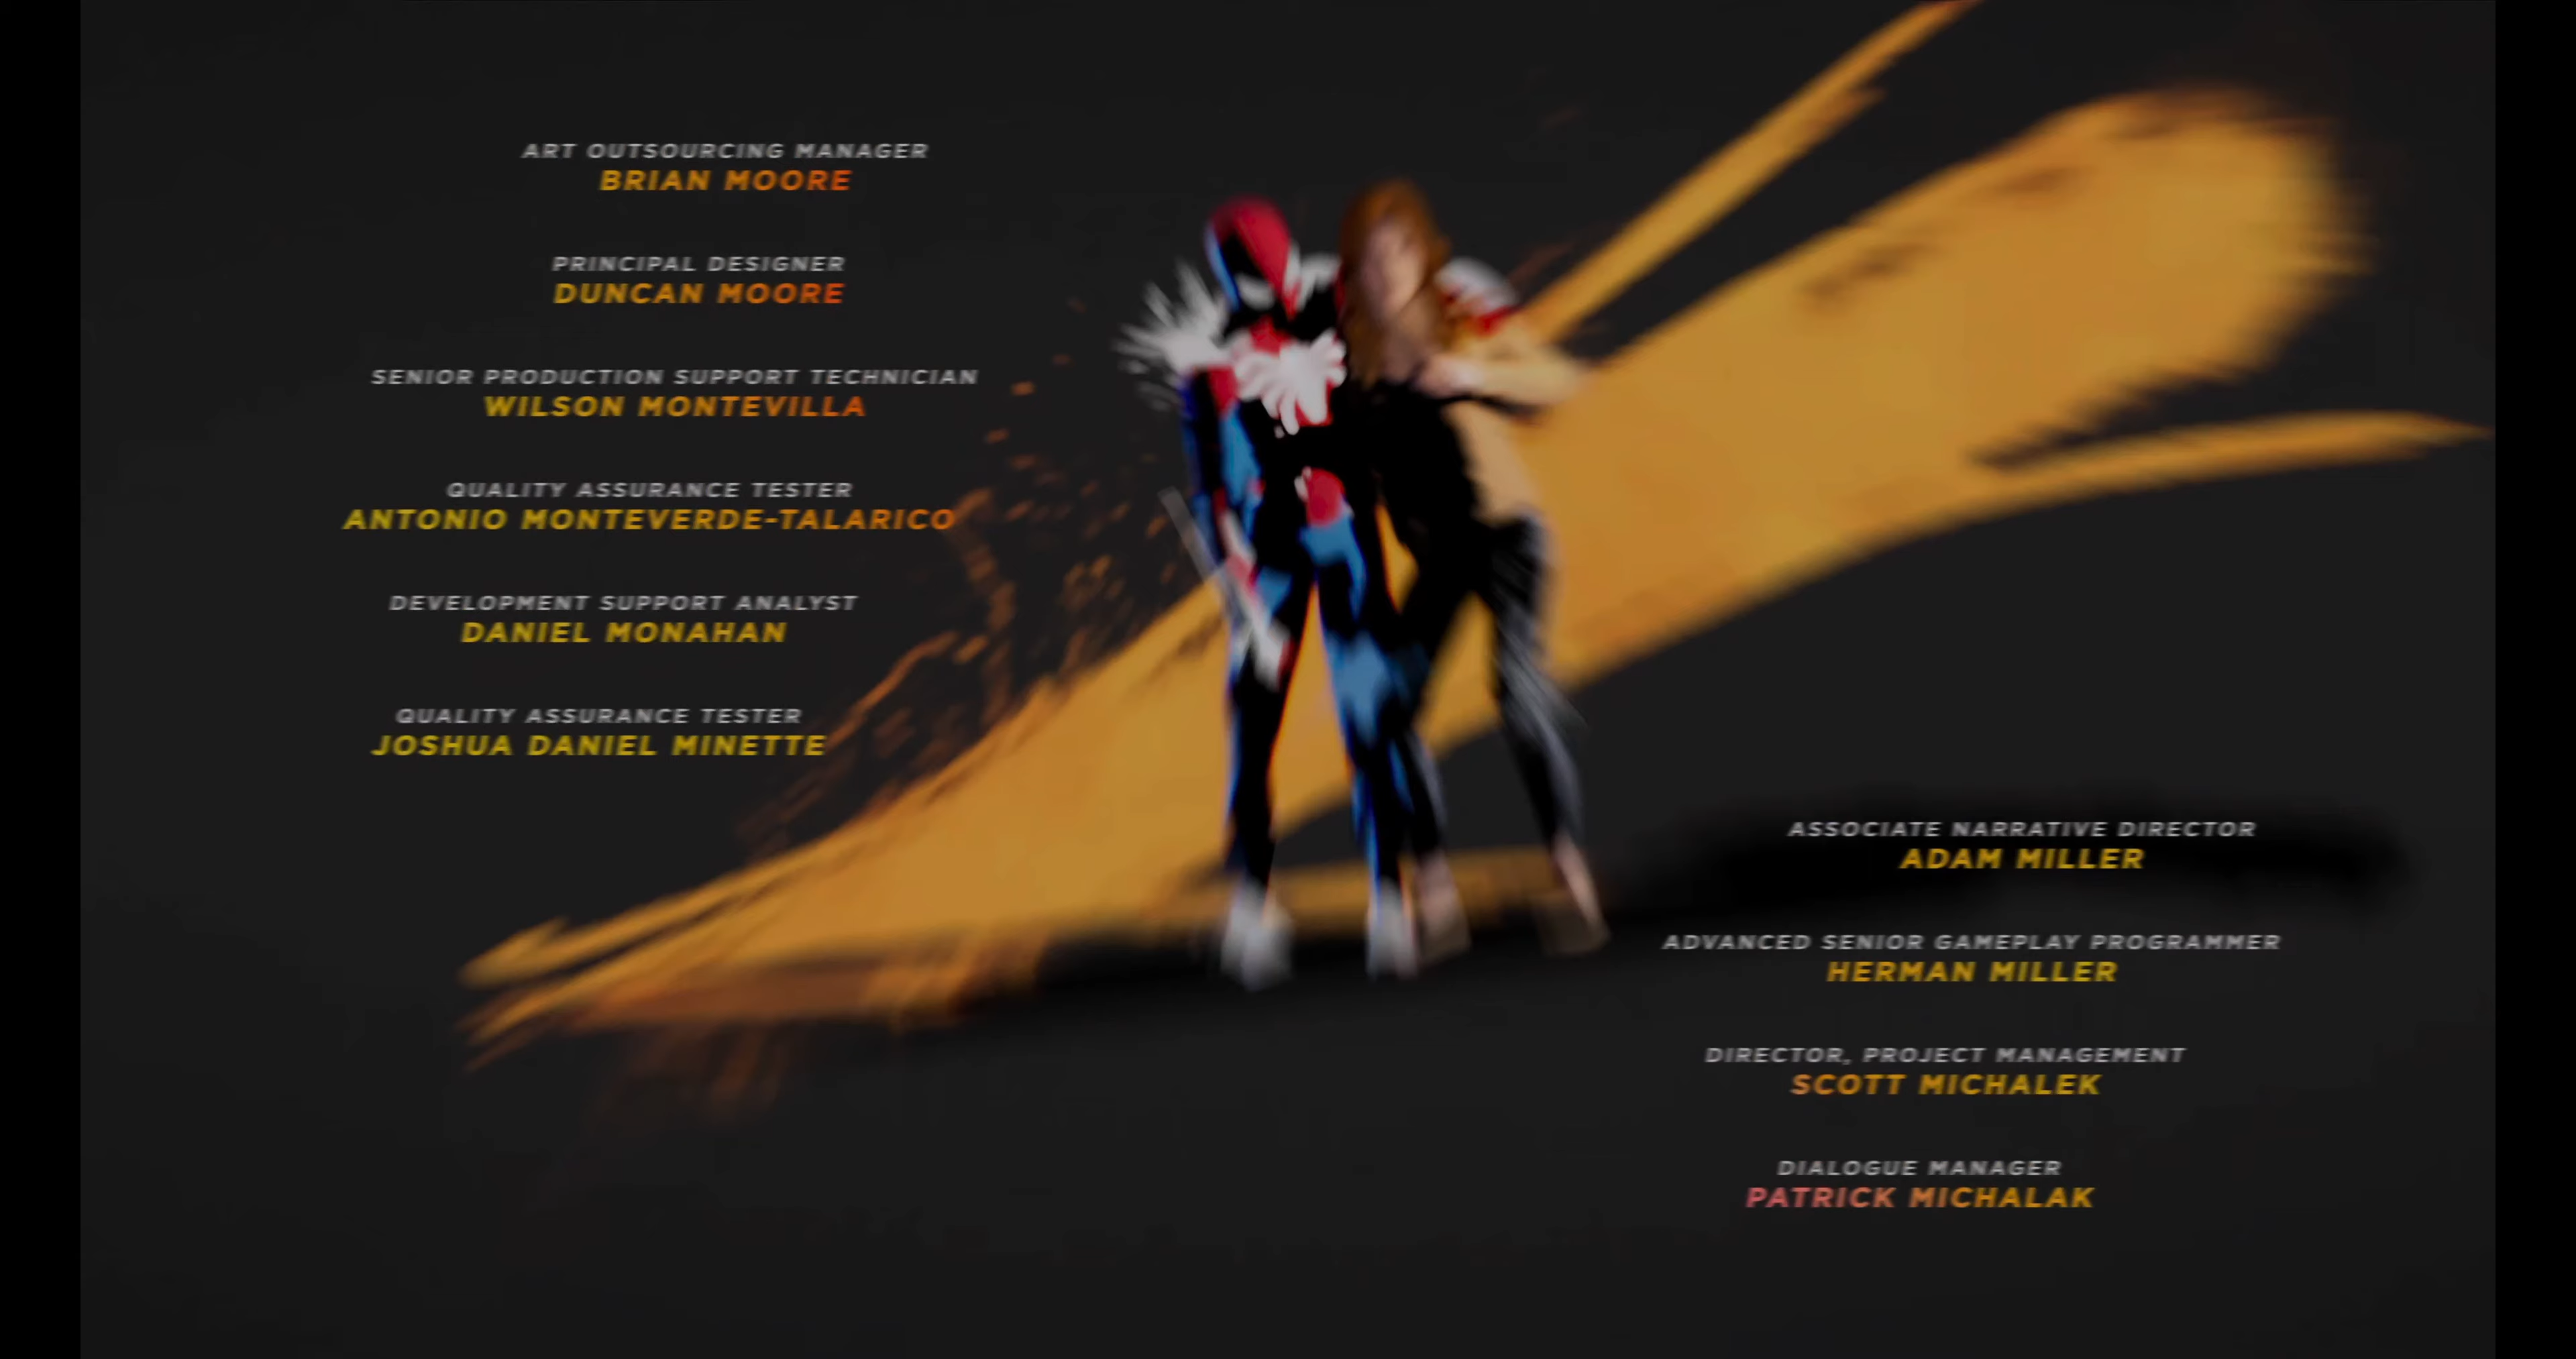 ART OUTSOURCING MANAGER
BRIAN MOORE
PRINCIPAL DESIGNER
DUNCAN MOORE
SENIOR PRODUCTION SUPPORT TECHNICIAN
WILSON MONTEVILLA
QUALITY ASSURANCE TESTER
ANTONIO MONTEVERDE-TALARICO
DEVELOPMENT SUPPORT ANALYST
DANIEL MONAHAN
QUALITY ASSURANCE TESTER
JOSHUA DANIEL MINETTE
ASSOCIATE NARRATIVE DIRECTOR
ADAM MILLER
ADVANCED SENIOR GAMEPLAY PROGRAMMER
HERMAN MILLER
DIRECTOR, PROJECT MANAGEMENT
SCOTT MICHALEK
DIALOGUE MANAGER
PATRICK MICHALAK